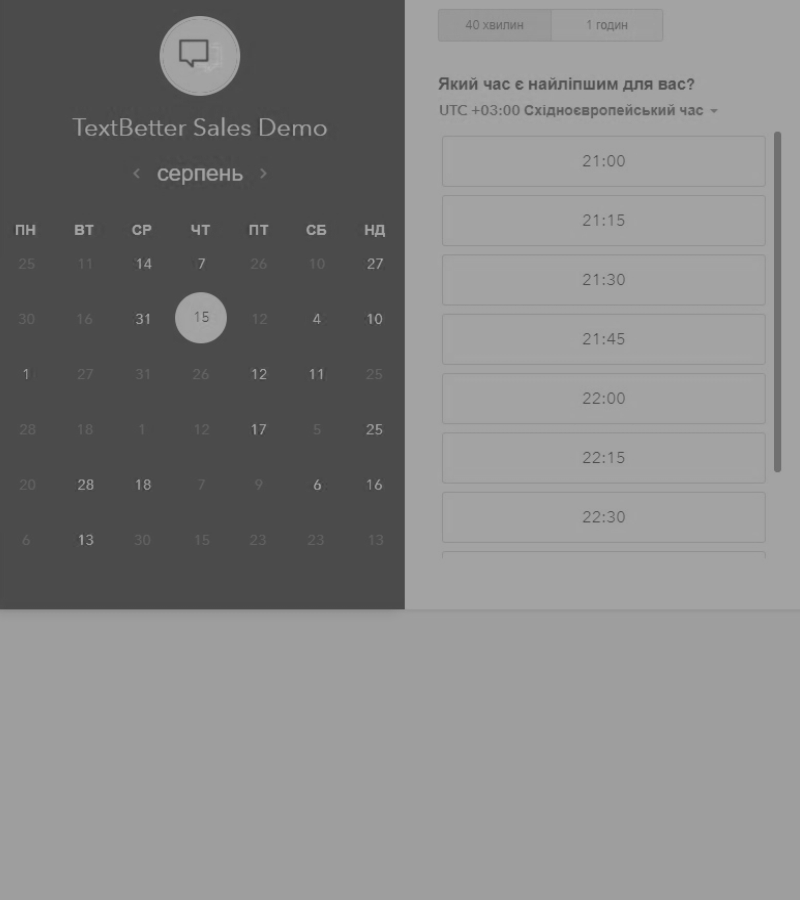 TextBetter Sales Demo
серпень
ПН ВТ СР ЧТ ПТ СБ НД
25 11 14 7 26 10 27
30 16 31 15 12 4 10
1 27 31 26 12 11 25
28 18 1 12 17 5 25
20 28 18 7 9 6 16
6 13 30 15 23 23 13
40 хвилин 1 годин
Який час є найліпшим для вас?
UTC +03:00 Східноєвропейський час
21:00
21:15
21:30
21:45
22:00
22:15
22:30